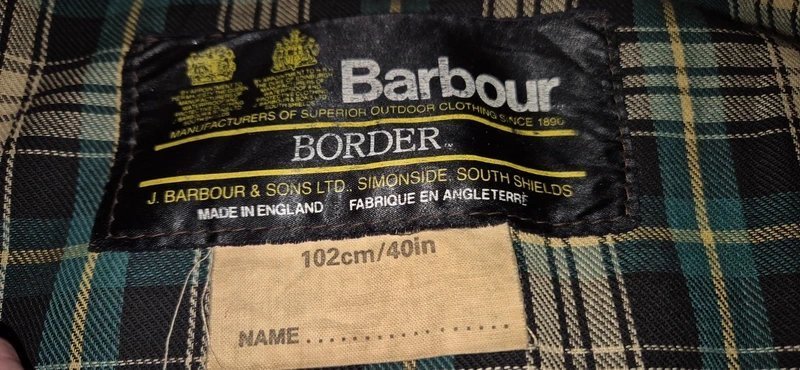 Barbour
MANUFACTURERS OF SUPERIOR OUTDOOR CLOTHING SINCE 1890
BORDER™
J. BARBOUR & SONS LTD. SIMONSIDE, SOUTH SHIELDS
MADE IN ENGLAND FABRIQUE EN ANGLETERRE
102cm/40in
NAME..................